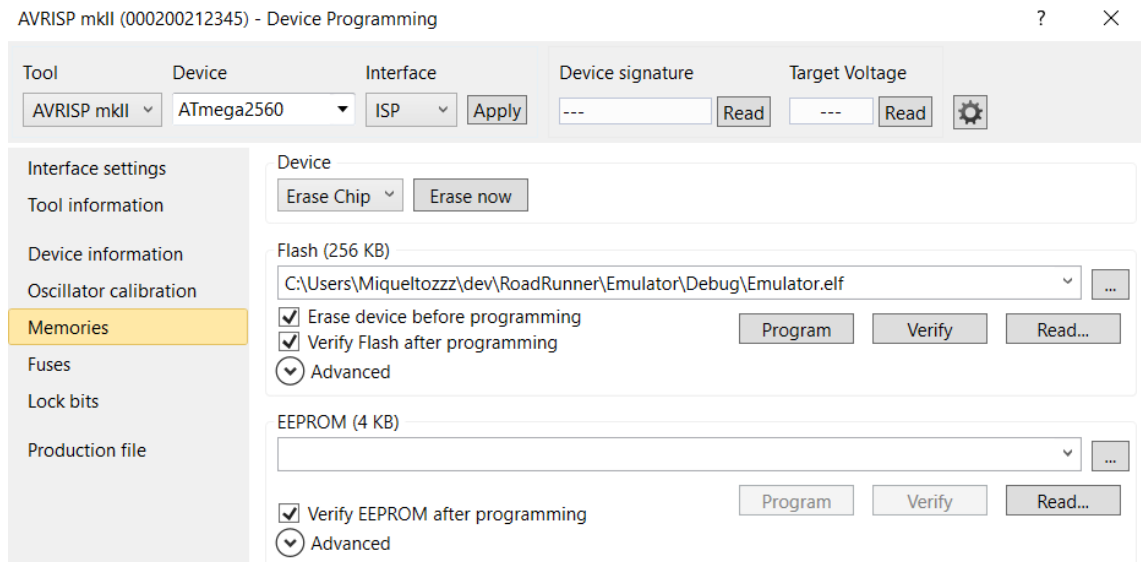 AVRISP mkII (000200212345) - Device Programming ?
Tool Device Interface Device signature Target Voltage
AVRISP mkII ATmega2560 ISP Apply --- Read --- Read
Interface settings
Tool information
Device information
Oscillator calibration
Memories
Fuses
Lock bits
Production file
Device
Erase Chip Erase now
Flash (256 KB)
C:\Users\Miqueltozzz\dev\RoadRunner\Emulator\Debug\Emulator.elf ...
Erase device before programming
Verify Flash after programming
Program Verify Read...
Advanced
EEPROM (4 KB)
...
Program Verify Read...
Verify EEPROM after programming
Advanced